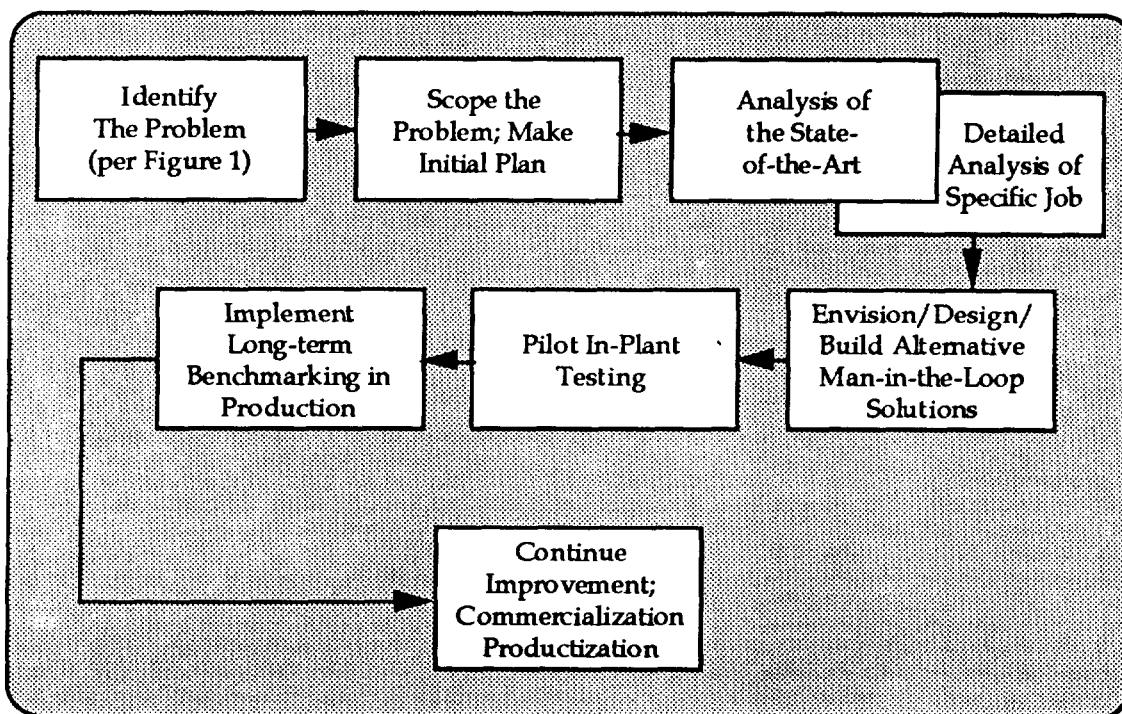 Identify
The Problem
(per Figure 1)
Scope the
Problem; Make
Initial Plan
Analysis of
the State-
of-the-Art
Detailed
Analysis of
Specific Job
Envision/Design/
Build Alternative
Man-in-the-Loop
Solutions
Pilot In-Plant
Testing
Implement
Long-term
Benchmarking in
Production
Continue
Improvement;
Commercialization
Productization